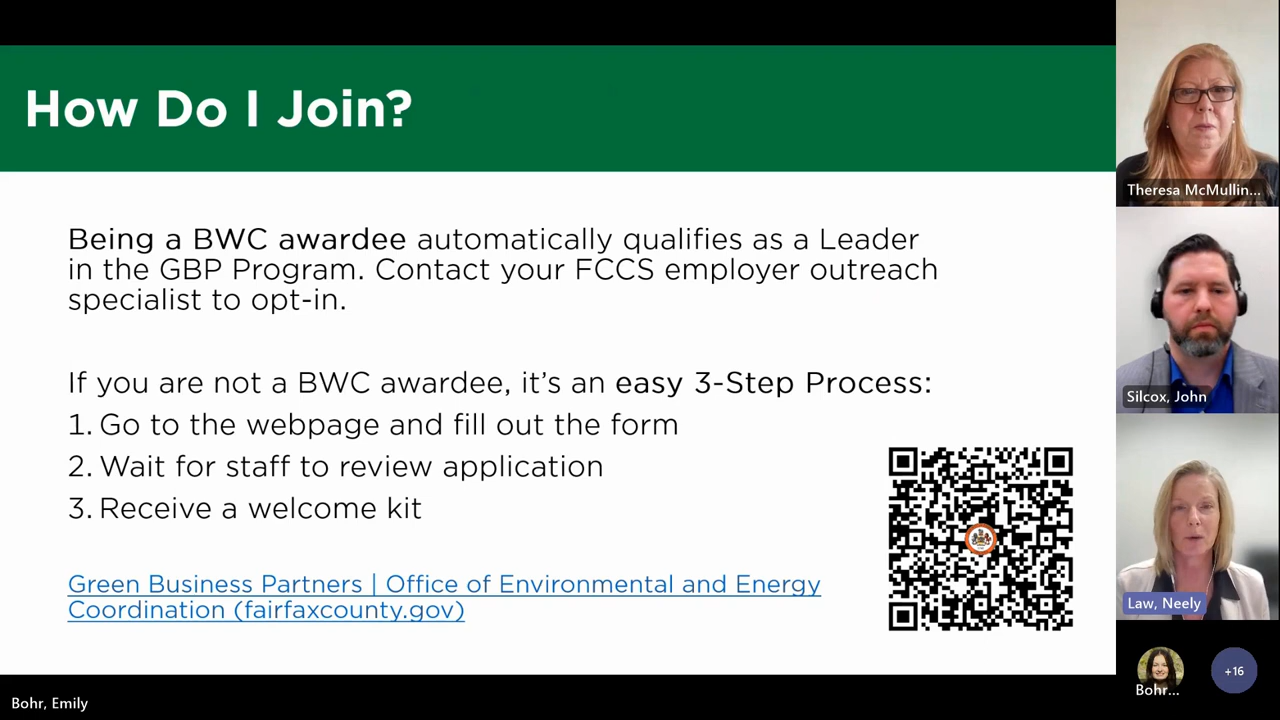 How Do I Join?
Being a BWC awardee automatically qualifies as a Leader
in the GBP Program. Contact your FCCS employer outreach
specialist to opt-in.
If you are not a BWC awardee, it's an easy 3-Step Process:
1. Go to the webpage and fill out the form
2. Wait for staff to review application
3. Receive a welcome kit
Green Business Partners | Office of Environmental and Energy
Coordination (fairfaxcounty.gov)
Theresa McMullin...
Silcox, John
Law, Neely
Bohr...
+16
Bohr, Emily